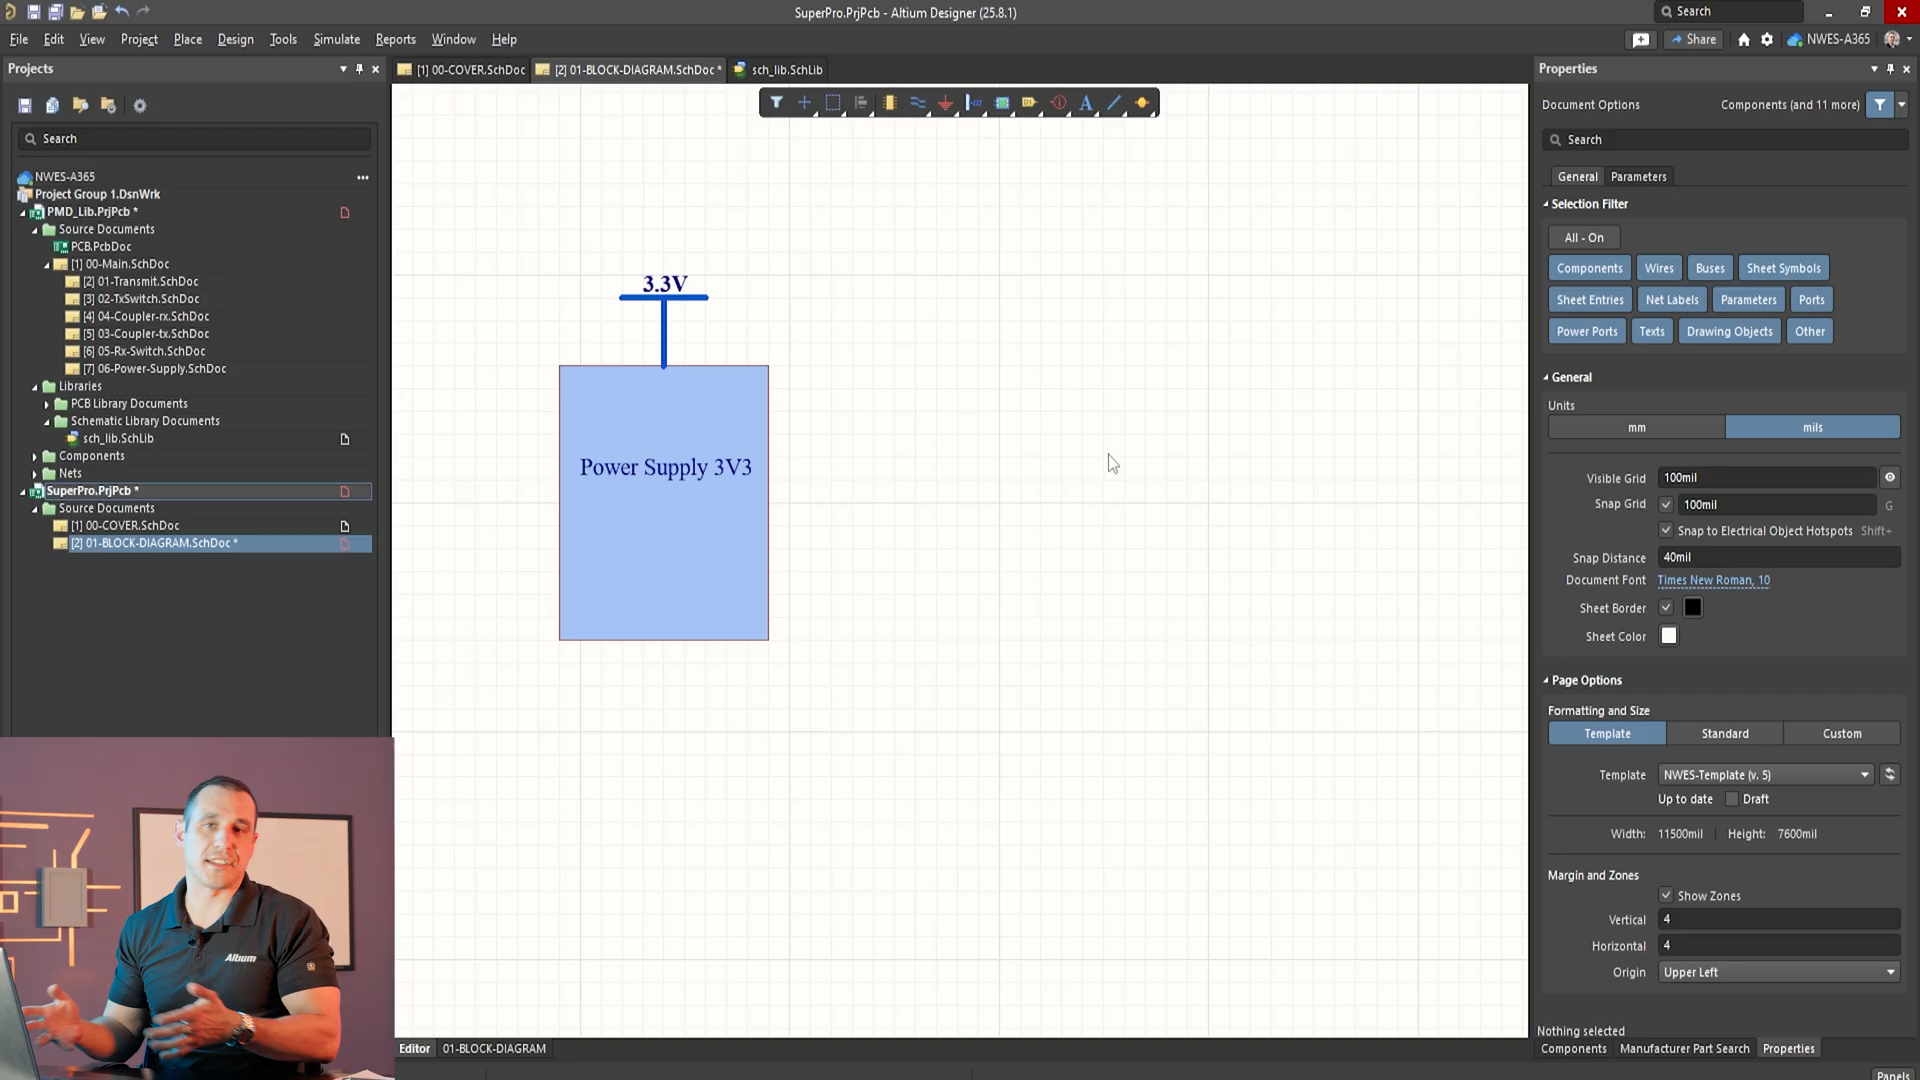 SuperPro.PrjPcb - Altium Designer (25.8.1)
Search
File Edit View Project Place Design Tools Simulate Reports Window Help
Share
NWES-A365
Projects
[1] 00-COVER.SchDoc
[2] 01-BLOCK-DIAGRAM.SchDoc *
sch_lib.SchLib
Search
NWES-A365
Project Group 1.DsnWrk
PMD_Lib.PrjPcb *
Source Documents
PCB.PcbDoc
[1] 00-Main.SchDoc
[2] 01-Transmit.SchDoc
[3] 02-TxSwitch.SchDoc
[4] 04-Coupler-rx.SchDoc
[5] 03-Coupler-tx.SchDoc
[6] 05-Rx-Switch.SchDoc
[7] 06-Power-Supply.SchDoc
Libraries
PCB Library Documents
Schematic Library Documents
sch_lib.SchLib
Components
Nets
SuperPro.PrjPcb *
Source Documents
[1] 00-COVER.SchDoc
[2] 01-BLOCK-DIAGRAM.SchDoc *
3.3V
Power Supply 3V3
Altium
Editor 01-BLOCK-DIAGRAM
Properties
Document Options Components (and 11 more)
Search
General Parameters
Selection Filter
All - On
Components Wires Buses Sheet Symbols
Sheet Entries Net Labels Parameters Ports
Power Ports Texts Drawing Objects Other
General
Units
mm mils
Visible Grid 100mil
Snap Grid 100mil G
Snap to Electrical Object Hotspots Shift+
Snap Distance 40mil
Document Font Times New Roman, 10
Sheet Border
Sheet Color
Page Options
Formatting and Size
Template Standard Custom
Template NWES-Template (v. 5)
Up to date Draft
Width: 11500mil Height: 7600mil
Margin and Zones
Show Zones
Vertical 4
Horizontal 4
Origin Upper Left
Nothing selected
Components Manufacturer Part Search Properties
Panels